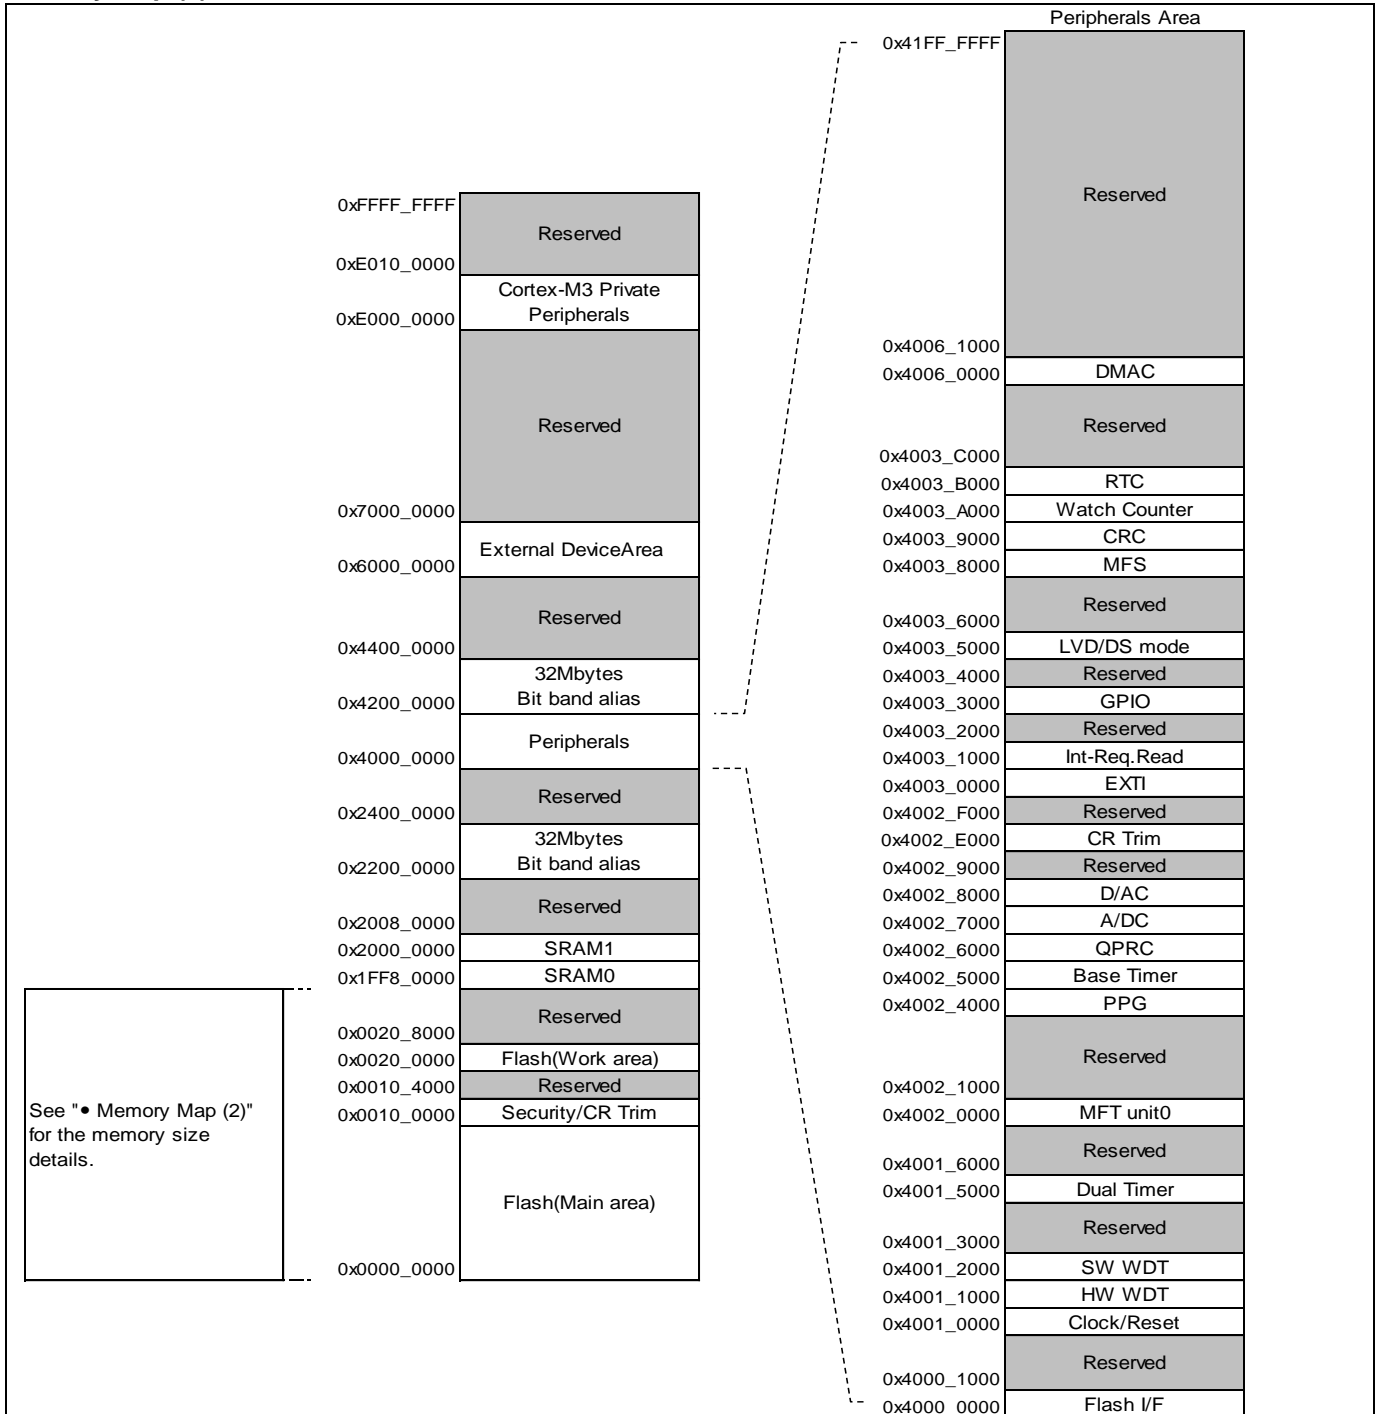 Peripherals Area
0x41FF_FFFF
Reserved
0x4006_1000
0x4006_0000 DMAC
Reserved
0x4003_C000
0x4003_B000 RTC
0x4003_A000 Watch Counter
0x4003_9000 CRC
0x4003_8000 MFS
Reserved
0x4003_6000
0x4003_5000 LVD/DS mode
0x4003_4000 Reserved
0x4003_3000 GPIO
0x4003_2000 Reserved
0x4003_1000 Int-Req.Read
0x4003_0000 EXTI
0x4002_F000 Reserved
0x4002_E000 CR Trim
0x4002_9000 Reserved
0x4002_8000 D/AC
0x4002_7000 A/DC
0x4002_6000 QPRC
0x4002_5000 Base Timer
0x4002_4000 PPG
Reserved
0x4002_1000
0x4002_0000 MFT unit0
Reserved
0x4001_6000
0x4001_5000 Dual Timer
Reserved
0x4001_3000
0x4001_2000 SW WDT
0x4001_1000 HW WDT
0x4001_0000 Clock/Reset
Reserved
0x4000_1000
0x4000_0000 Flash I/F
0xFFFF_FFFF
Reserved
0xE010_0000
Cortex-M3 Private
0xE000_0000 Peripherals
Reserved
0x7000_0000
External DeviceArea
0x6000_0000
Reserved
0x4400_0000
32Mbytes
0x4200_0000 Bit band alias
Peripherals
0x4000_0000
Reserved
0x2400_0000
32Mbytes
0x2200_0000 Bit band alias
Reserved
0x2008_0000
0x2000_0000 SRAM1
0x1FF8_0000 SRAM0
Reserved
0x0020_8000
0x0020_0000 Flash(Work area)
0x0010_4000 Reserved
0x0010_0000 Security/CR Trim
Flash(Main area)
0x0000_0000
See "● Memory Map (2)"
for the memory size
details.